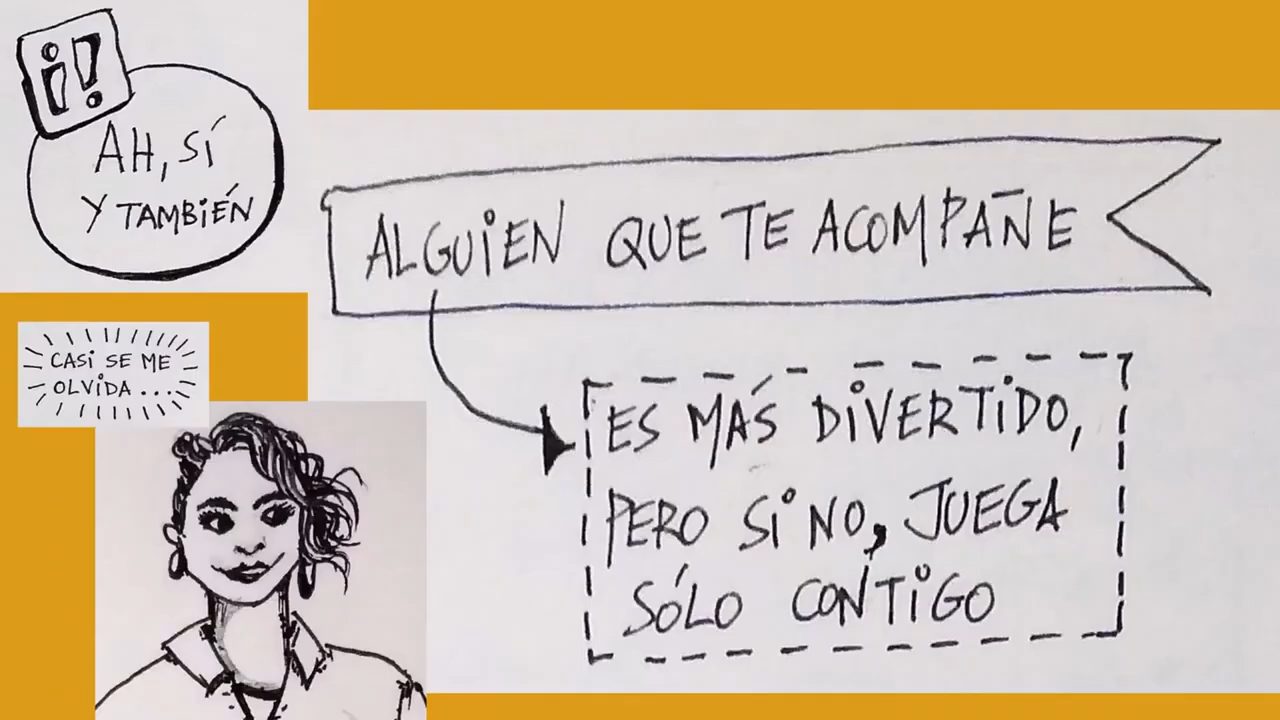 ¡!
AH, SÍ
Y TAMBIÉN
ALGUIEN QUE TE ACOMPAÑE
CASI SE ME
OLVIDA...
ES MÁS DIVERTIDO,
PERO SI NO, JUEGA
SÓLO CONTIGO